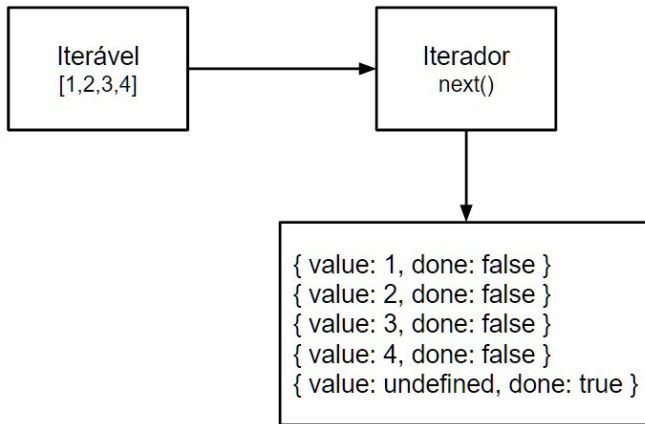 Iterável
[1,2,3,4]
Iterador
next()
{ value: 1, done: false }
{ value: 2, done: false }
{ value: 3, done: false }
{ value: 4, done: false }
{ value: undefined, done: true }